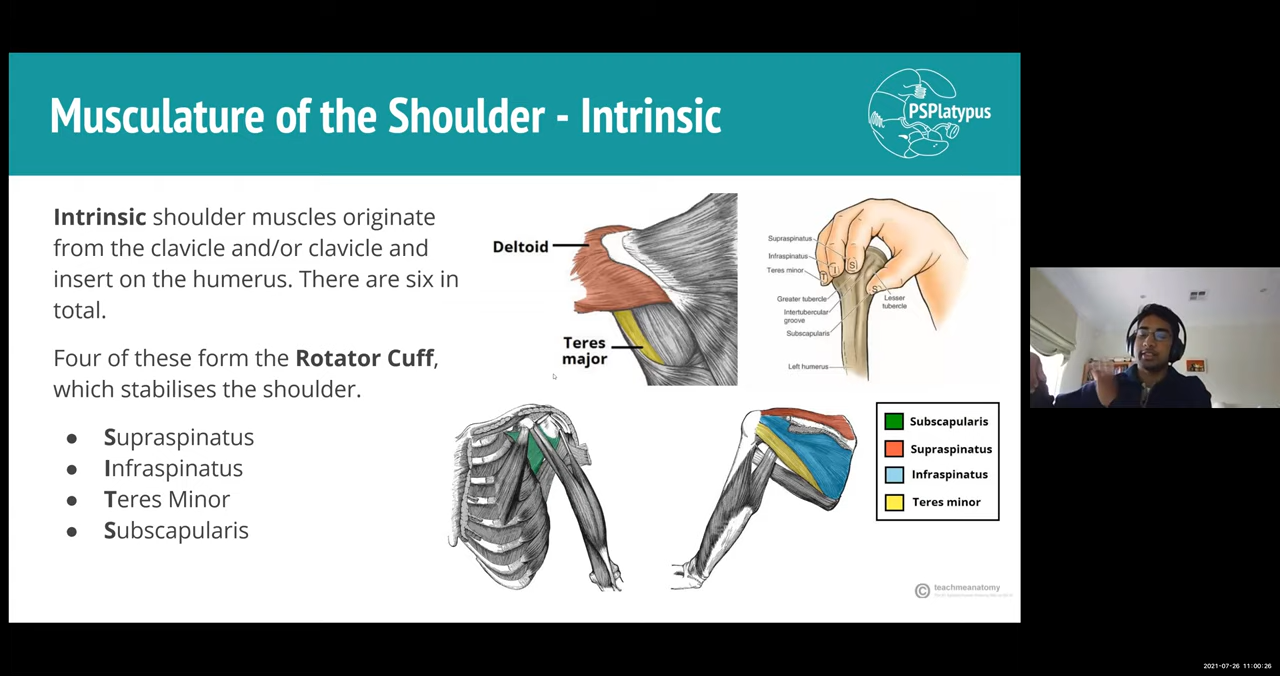 Musculature of the Shoulder - Intrinsic
PSPlatypus
Intrinsic shoulder muscles originate
from the clavicle and/or clavicle and
insert on the humerus. There are six in
total.
Four of these form the Rotator Cuff,
which stabilises the shoulder.
● Supraspinatus
● Infraspinatus
● Teres Minor
● Subscapularis
Deltoid
Teres
major
Supraspinatus
Infraspinatus
Teres minor
T I S
S
Greater tubercle
Intertubercular
groove
Subscapularis
Lesser
tubercle
Left humerus
Subscapularis
Supraspinatus
Infraspinatus
Teres minor
© teachmeanatomy
2021-07-26 11:00:26